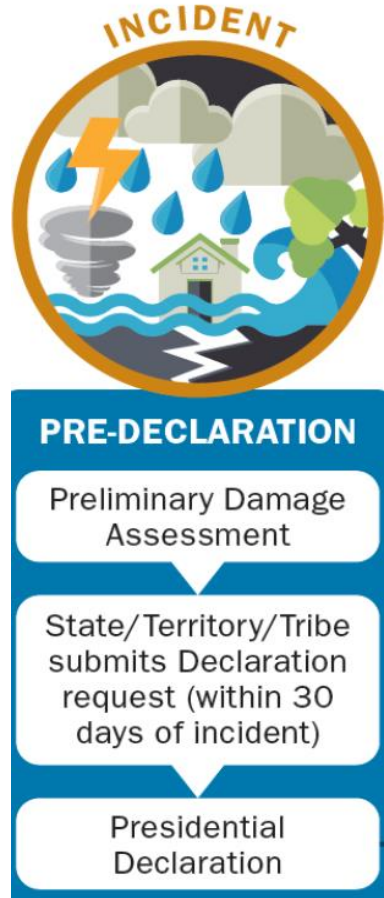 INCIDENT
PRE-DECLARATION
Preliminary Damage
Assessment
State/Territory/Tribe
submits Declaration
request (within 30
days of incident)
Presidential
Declaration